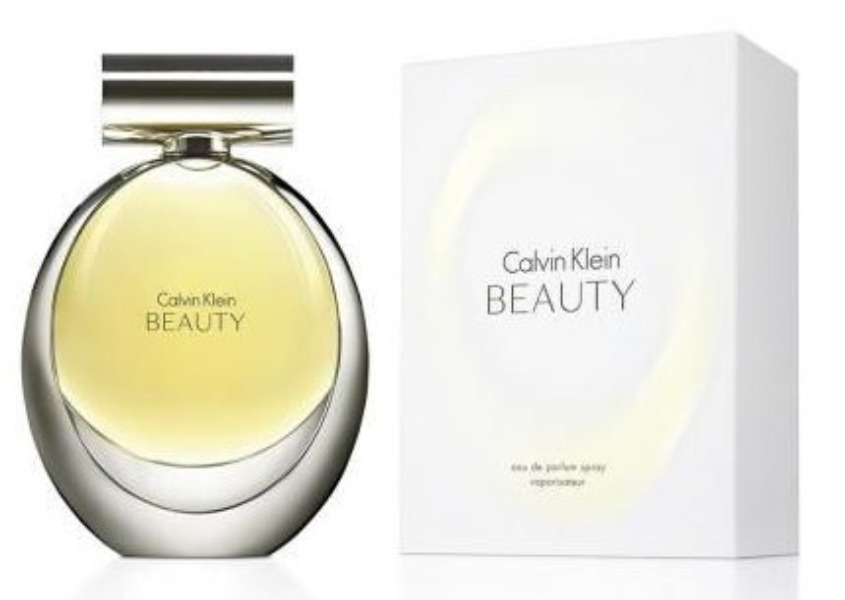 Calvin Klein
BEAUTY
Calvin Klein
BEAUTY
eau de parfum spray
vaporisateur